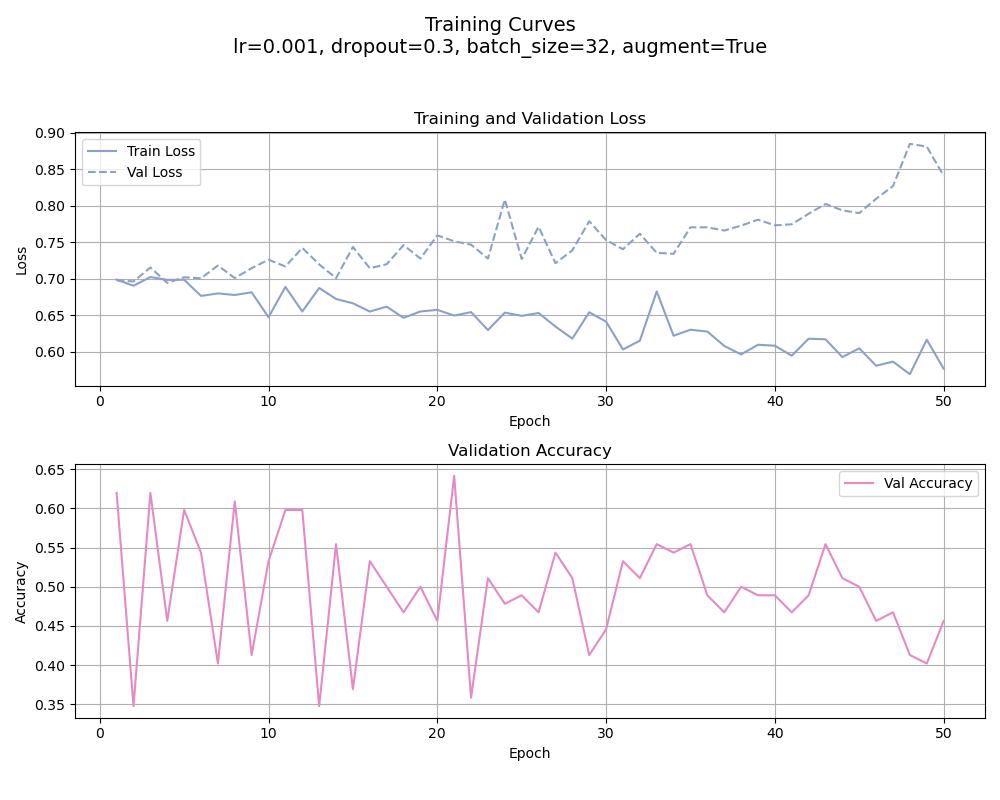 Training Curves
lr=0.001, dropout=0.3, batch_size=32, augment=True
Training and Validation Loss
Train Loss
Val Loss
0.90
0.85
0.80
0.75
0.70
0.65
0.60
Loss
0 10 20 30 40 50
Epoch
Validation Accuracy
Val Accuracy
0.65
0.60
0.55
0.50
0.45
0.40
0.35
Accuracy
0 10 20 30 40 50
Epoch